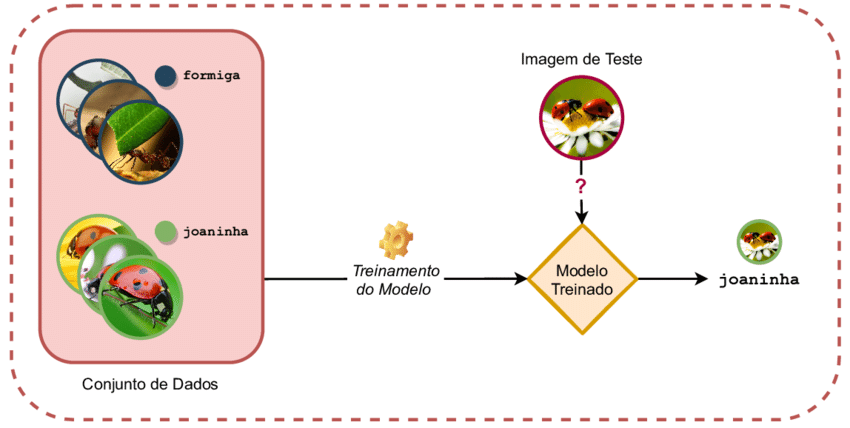 formiga
joaninha
Conjunto de Dados
Treinamento
do Modelo
Imagem de Teste
?
Modelo
Treinado
joaninha